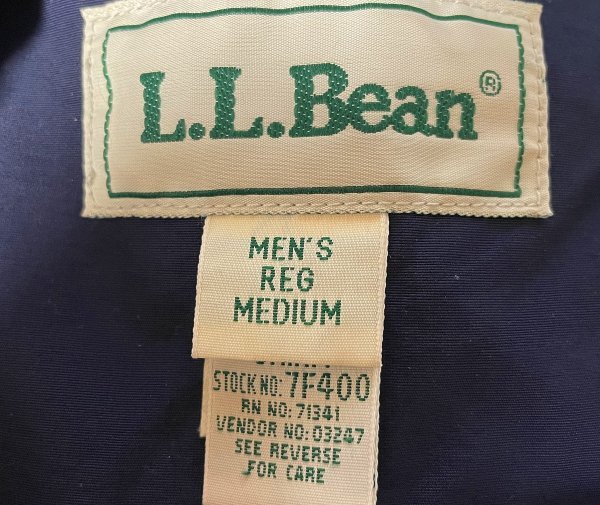 L.L.Bean®
MEN'S
REG
MEDIUM
STOCK NO: 7F400
RN NO: 71341
VENDOR NO: 03247
SEE REVERSE
FOR CARE